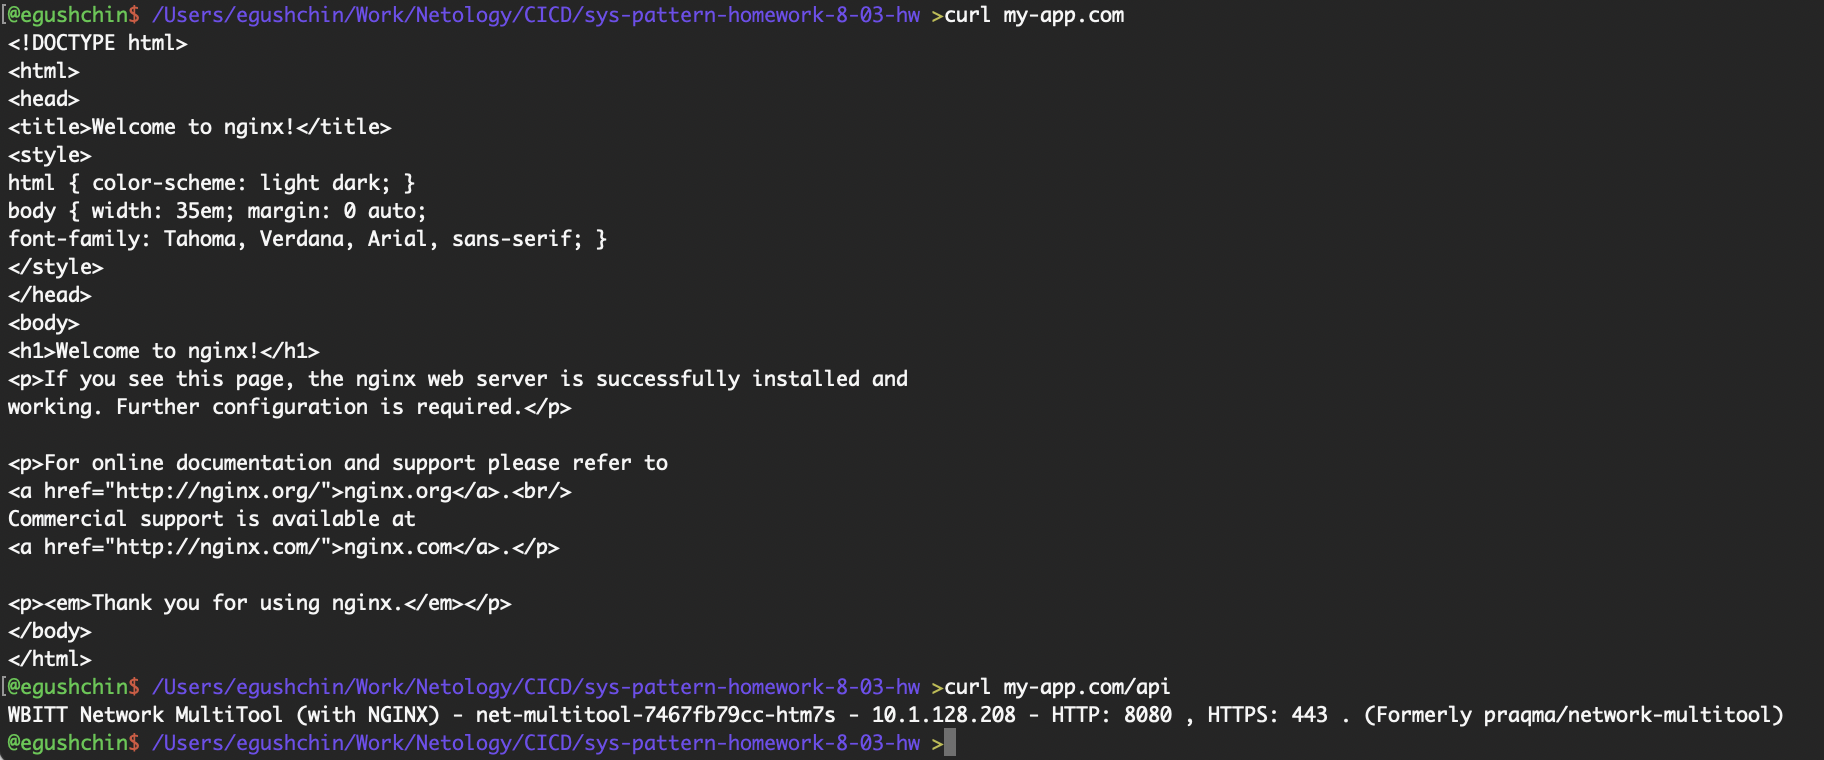 [@egushchin$ /Users/egushchin/Work/Netology/CICD/sys-pattern-homework-8-03-hw >curl my-app.com
<!DOCTYPE html>
<html>
<head>
<title>Welcome to nginx!</title>
<style>
html { color-scheme: light dark; }
body { width: 35em; margin: 0 auto;
font-family: Tahoma, Verdana, Arial, sans-serif; }
</style>
</head>
<body>
<h1>Welcome to nginx!</h1>
<p>If you see this page, the nginx web server is successfully installed and
working. Further configuration is required.</p>

<p>For online documentation and support please refer to
<a href="http://nginx.org/">nginx.org</a>.<br/>
Commercial support is available at
<a href="http://nginx.com/">nginx.com</a>.</p>

<p><em>Thank you for using nginx.</em></p>
</body>
</html>
[@egushchin$ /Users/egushchin/Work/Netology/CICD/sys-pattern-homework-8-03-hw >curl my-app.com/api
WBITT Network MultiTool (with NGINX) - net-multitool-7467fb79cc-htm7s - 10.1.128.208 - HTTP: 8080 , HTTPS: 443 . (Formerly praqma/network-multitool)
@egushchin$ /Users/egushchin/Work/Netology/CICD/sys-pattern-homework-8-03-hw >